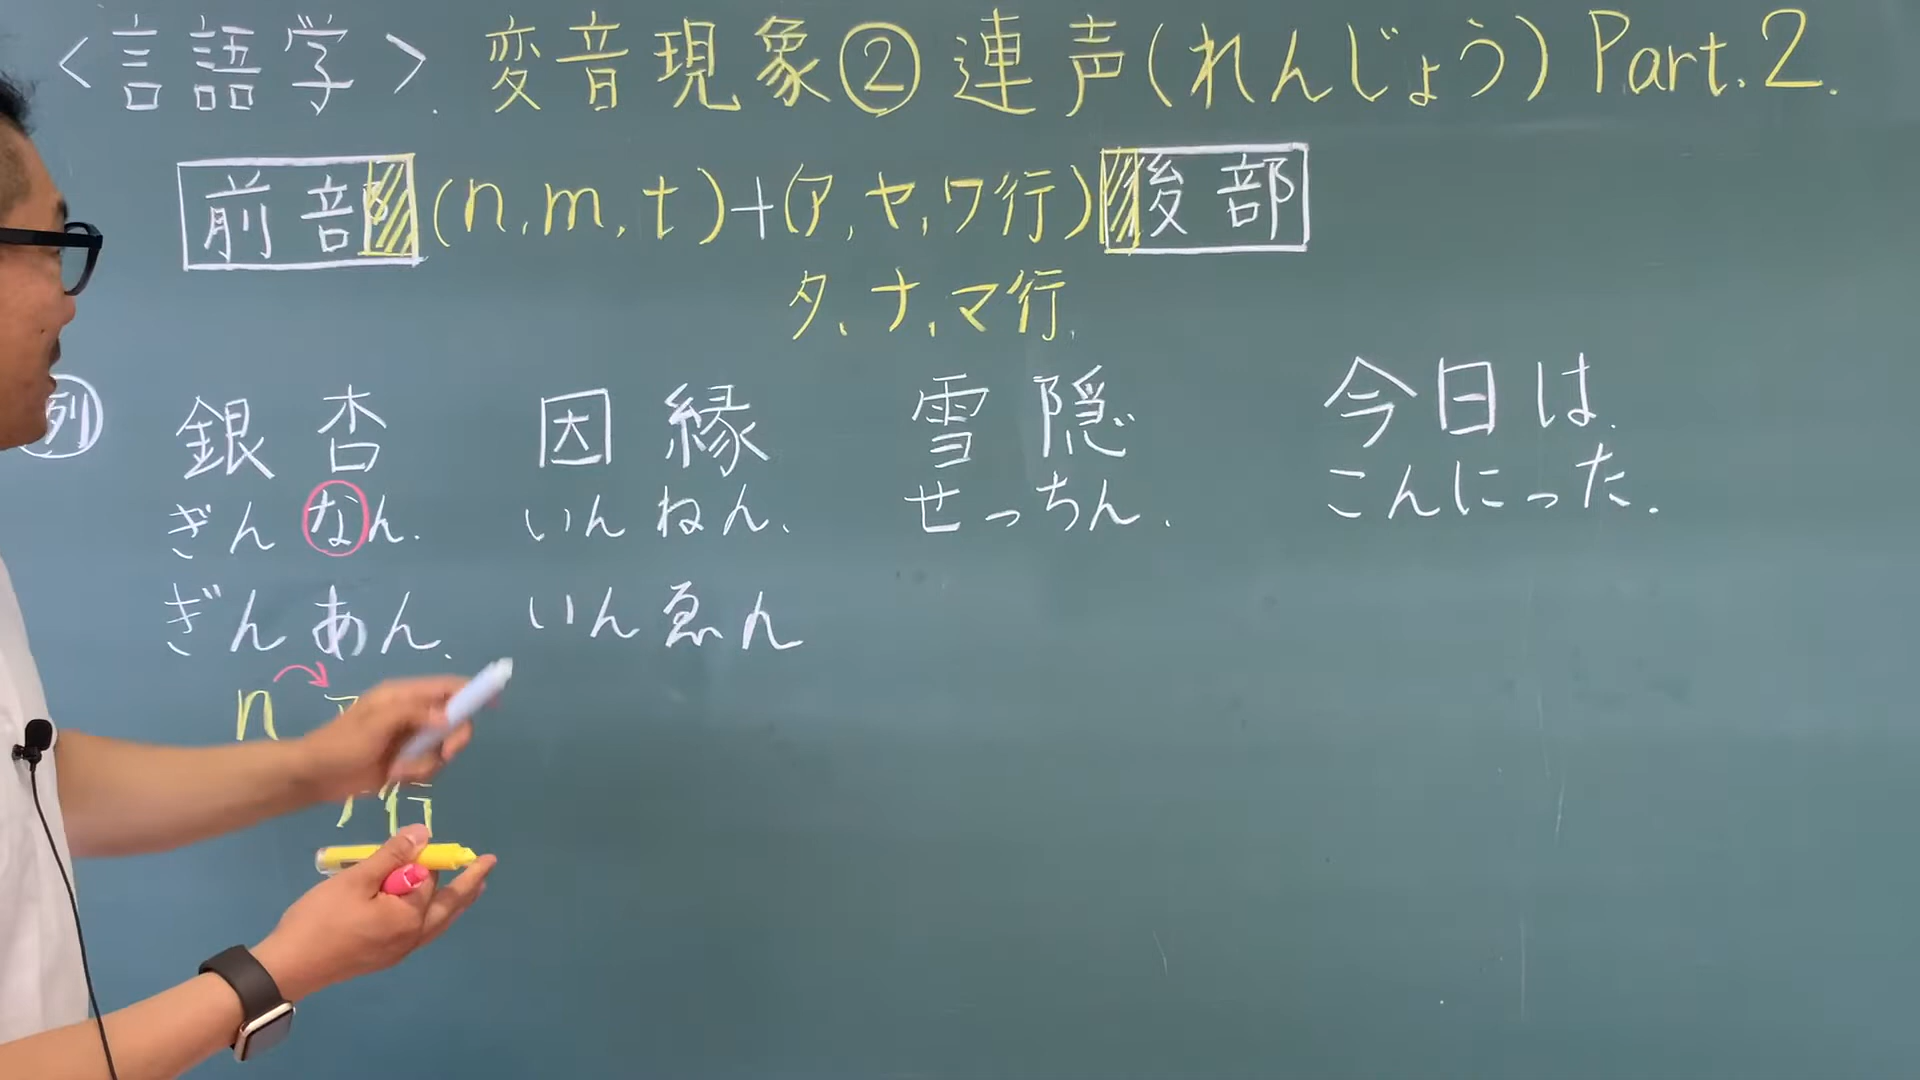 <言語学>. 変音現象② 連声(れんじょう) Part.2.
前部 (n, m, t)+(ア,ヤ,ワ行) 後部
タ、ナ、マ行.
例 銀杏 因縁 雪隠 今日は.
ぎんなん. いんねん、 せっちん. こんにった.
ぎんあん. いんゑん
n ア
行